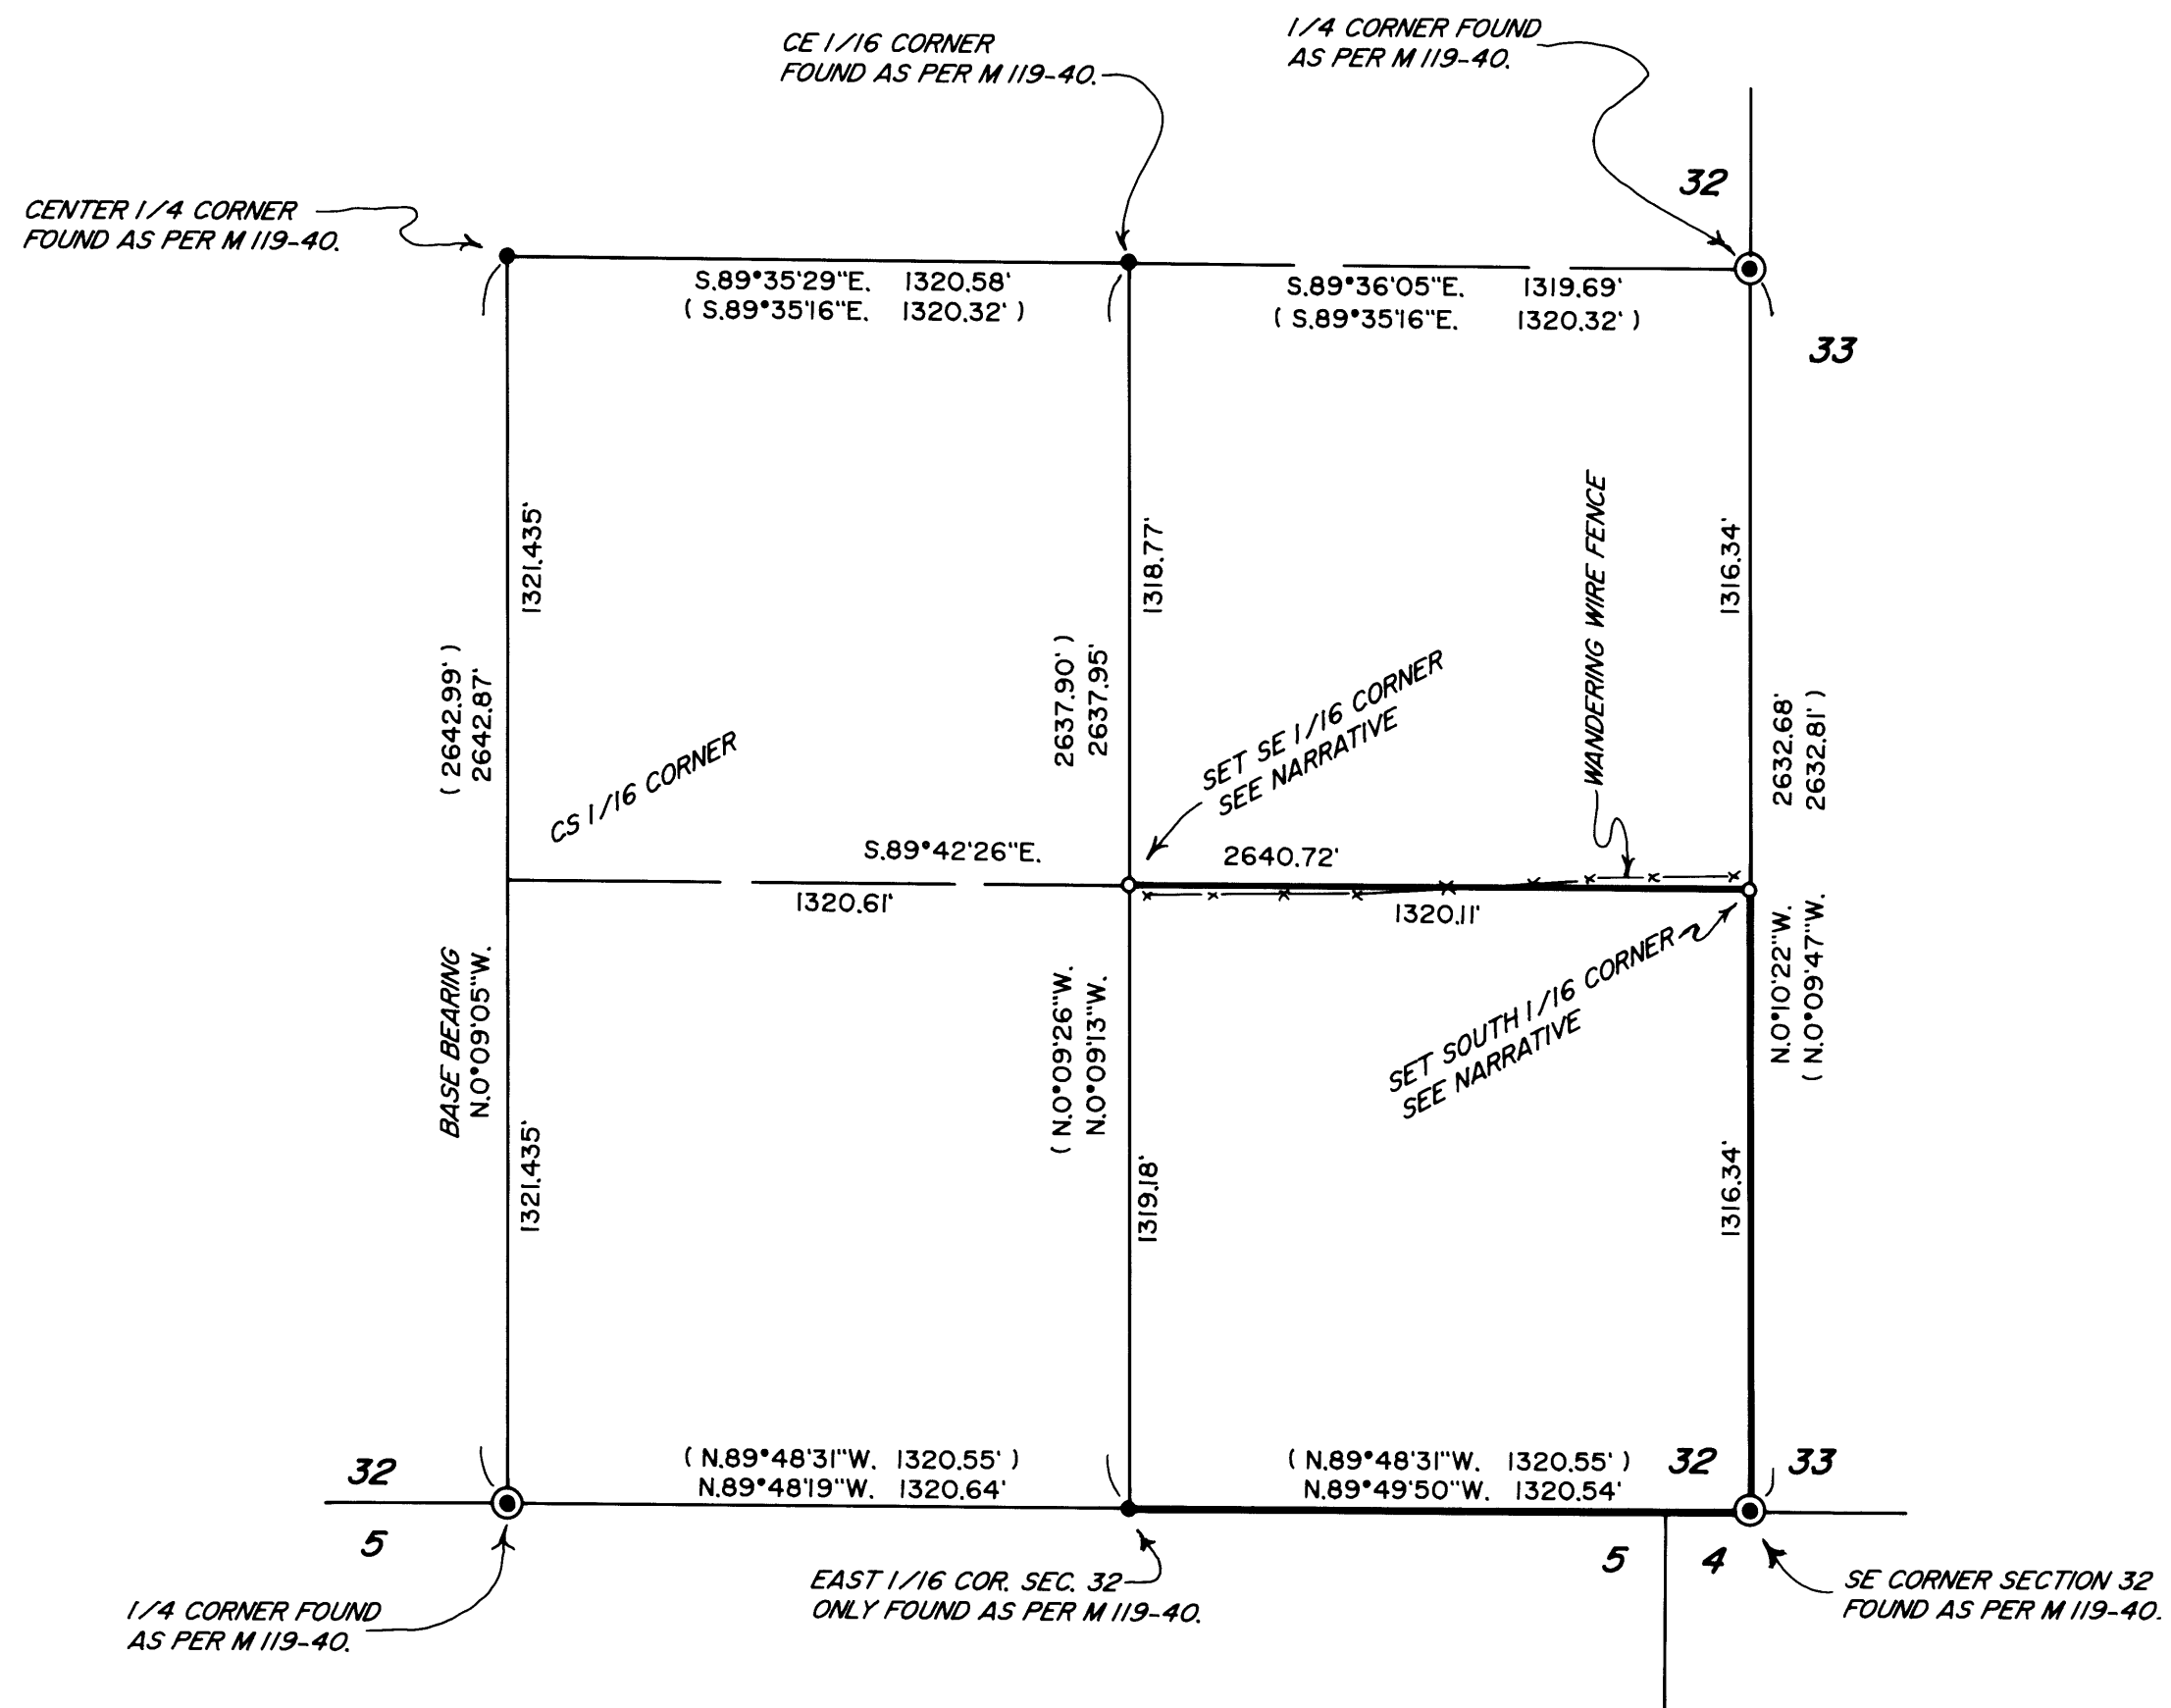 1/4 CORNER FOUND
AS PER M 119-40.
CE 1/16 CORNER
FOUND AS PER M 119-40.
32
CENTER 1/4 CORNER
FOUND AS PER M 119-40.
S.89°35'29"E. 1320.58'
( S.89°35'16"E. 1320.32' )
S.89°36'05"E. 1319.69'
( S.89°35'16"E. 1320.32' )
33
1321.435'
1318.77'
1316.34'
WANDERING WIRE FENCE
( 2642.99' )
2642.87'
2637.90' )
2637.95'
2632.68'
2632.81' )
CS 1/16 CORNER
SET SE 1/16 CORNER
SEE NARRATIVE
S.89°42'26"E.
2640.72'
1320.61'
1320.11'
BASE BEARING
N.0°09'05"W.
( N.0°09'26"W.
N.0°09'13"W.
SET SOUTH 1/16 CORNER
SEE NARRATIVE
N.0°10'22"W.
( N.0°09'47"W.
1321.435'
1319.18'
1316.34'
( N.89°48'31"W. 1320.55' )
N.89°48'19"W. 1320.64'
( N.89°48'31"W. 1320.55' )
N.89°49'50"W. 1320.54'
32
32
33
5
5
4
EAST 1/16 COR. SEC. 32
ONLY FOUND AS PER M 119-40.
SE CORNER SECTION 32
FOUND AS PER M 119-40.
1/4 CORNER FOUND
AS PER M 119-40.